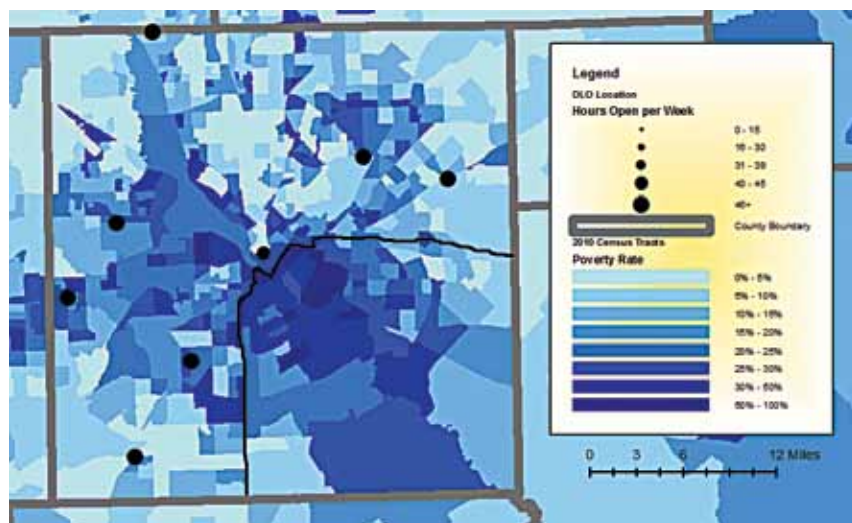 Legend
DLO Location
Hours Open per Week
0 - 15
16 - 30
31 - 39
40 - 45
46+
County Boundary
2010 Census Tracts
Poverty Rate
0% - 5%
5% - 10%
10% - 15%
15% - 20%
20% - 25%
25% - 30%
30% - 50%
50% - 100%
0 3 6 12 Miles